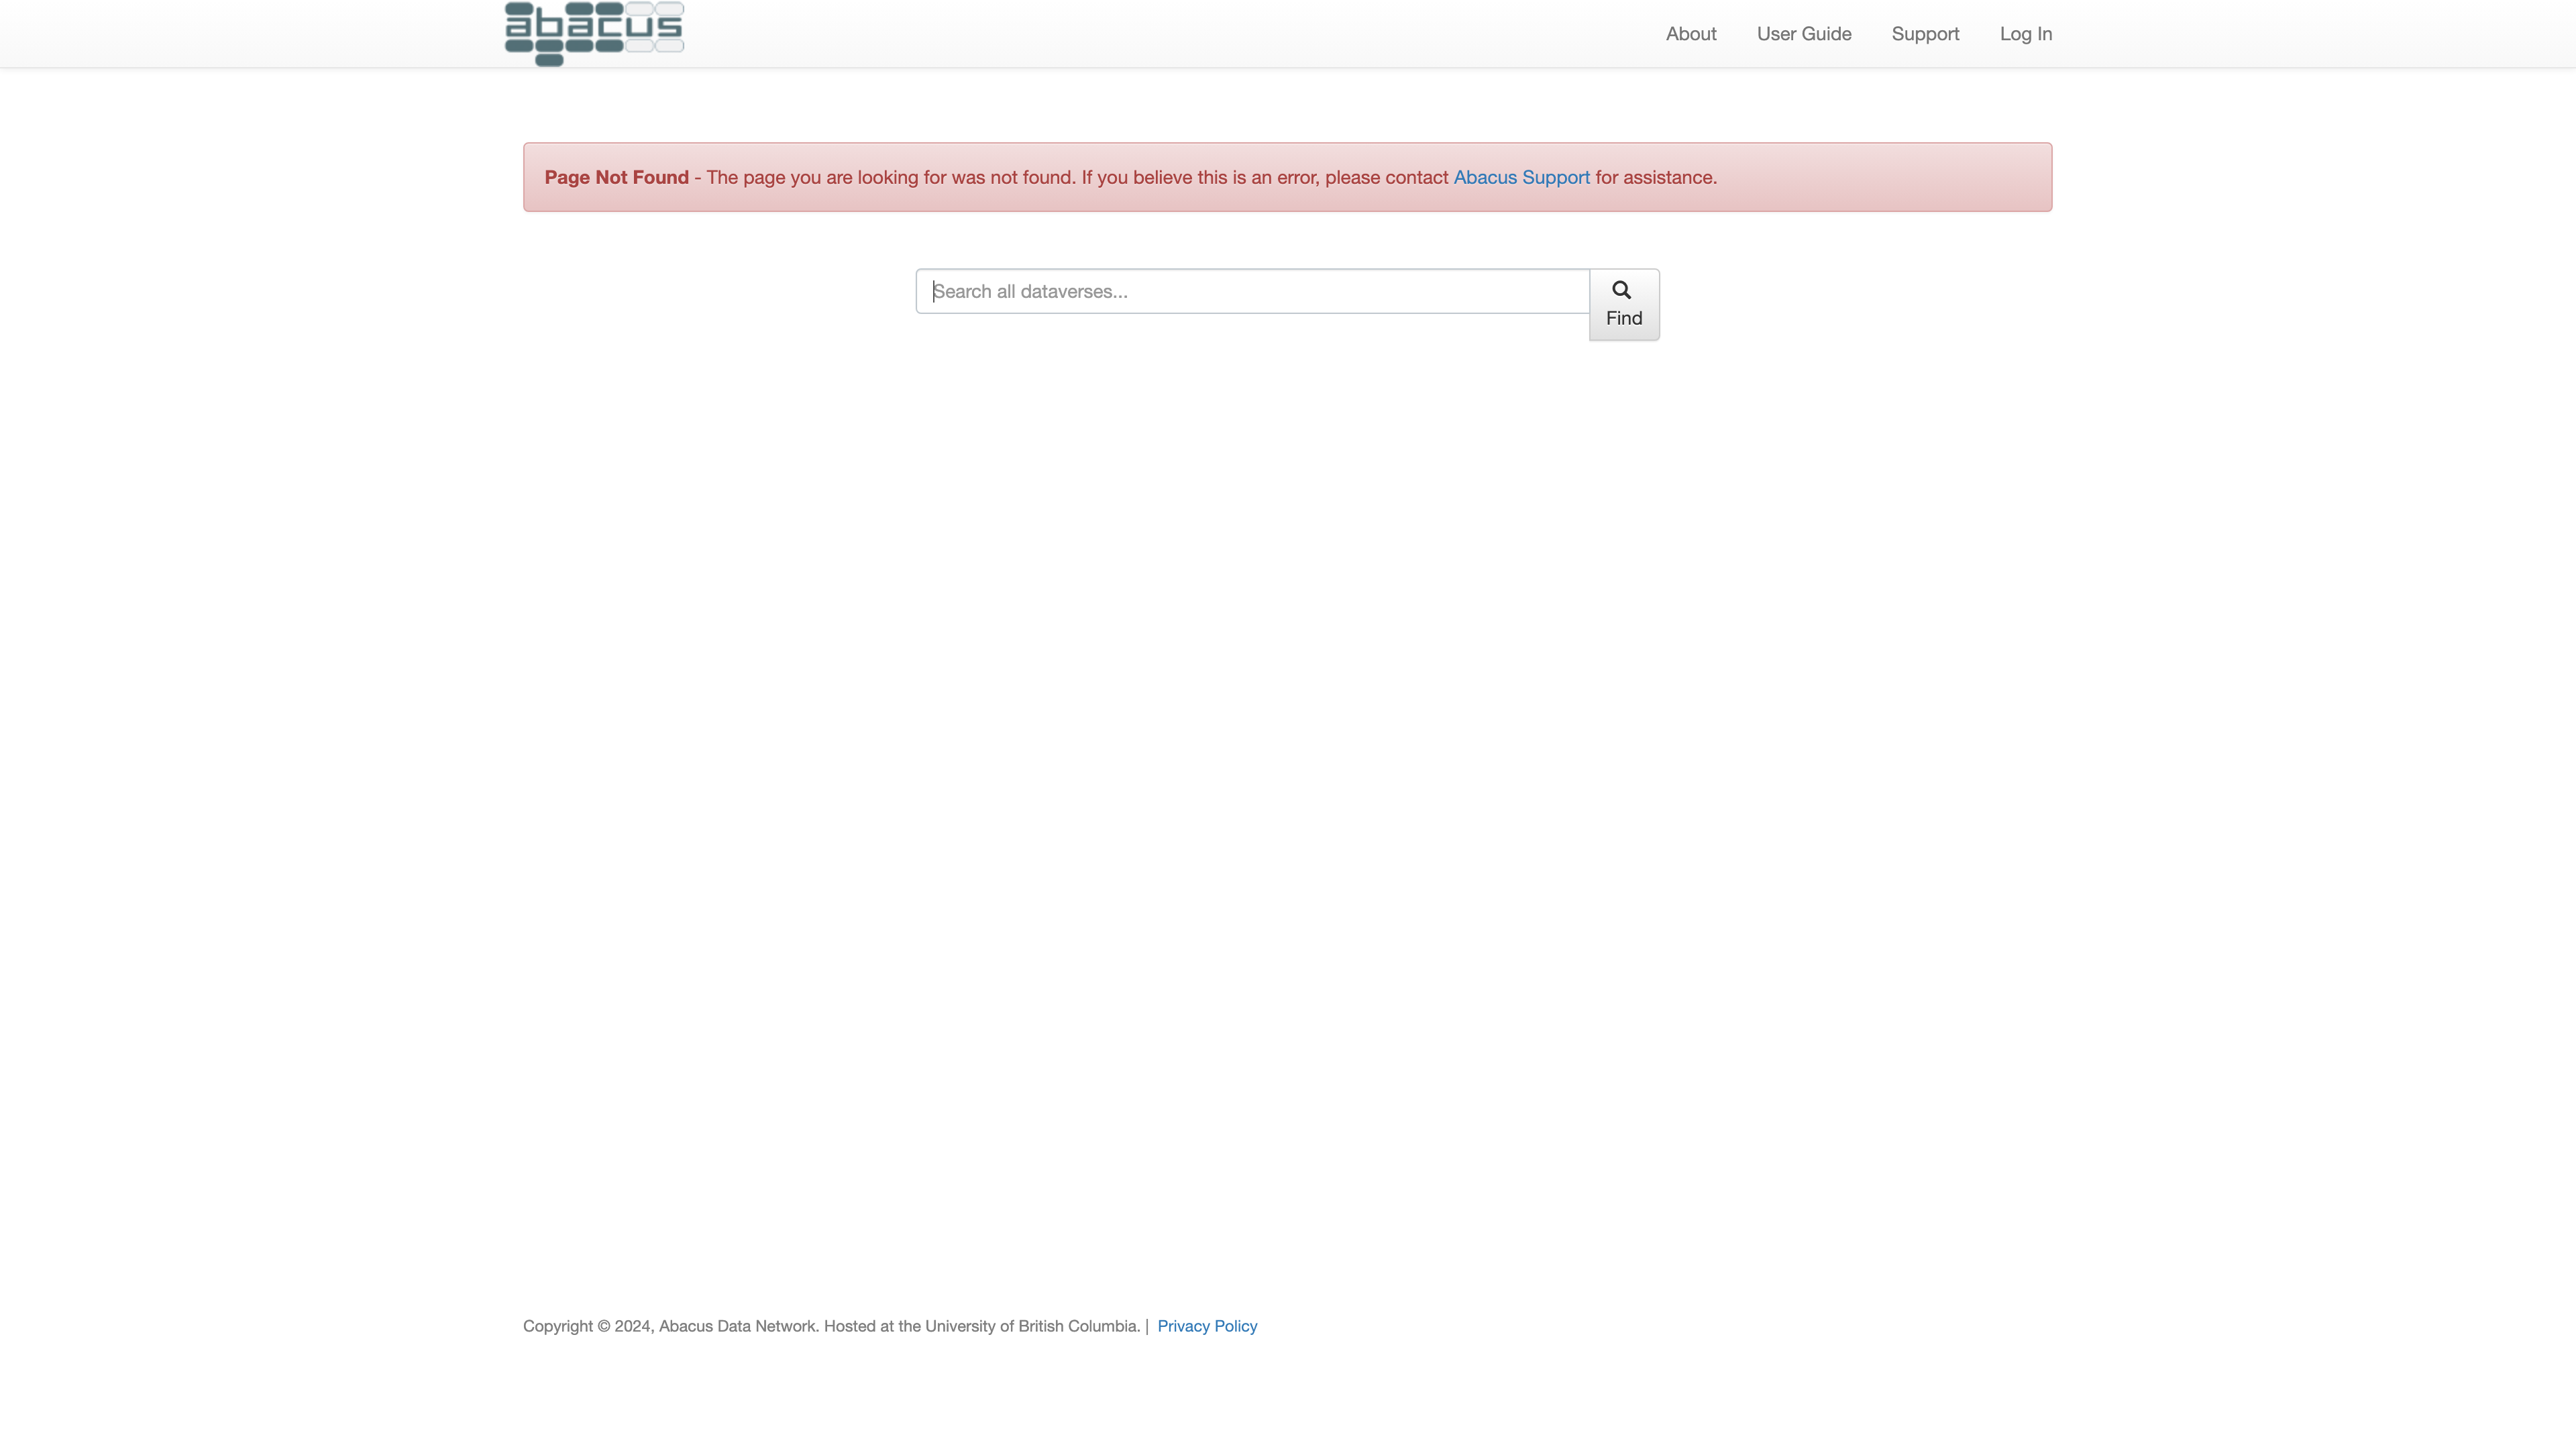 abacus
About User Guide Support Log In
Page Not Found - The page you are looking for was not found. If you believe this is an error, please contact Abacus Support for assistance.
Search all dataverses...
Find
Copyright © 2024, Abacus Data Network. Hosted at the University of British Columbia. | Privacy Policy